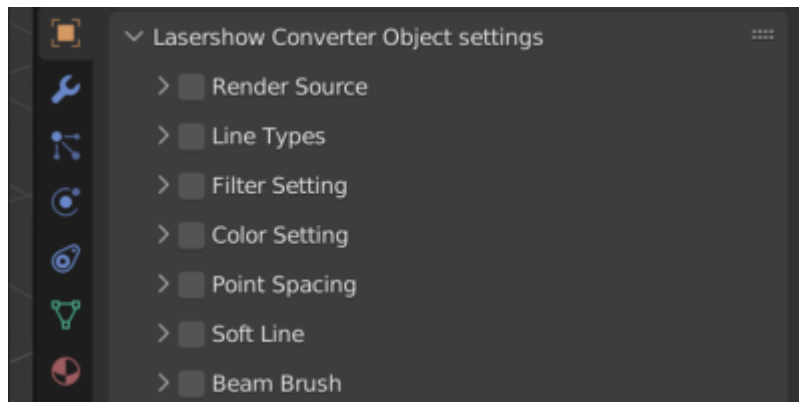 Lasershow Converter Object settings
Render Source
Line Types
Filter Setting
Color Setting
Point Spacing
Soft Line
Beam Brush